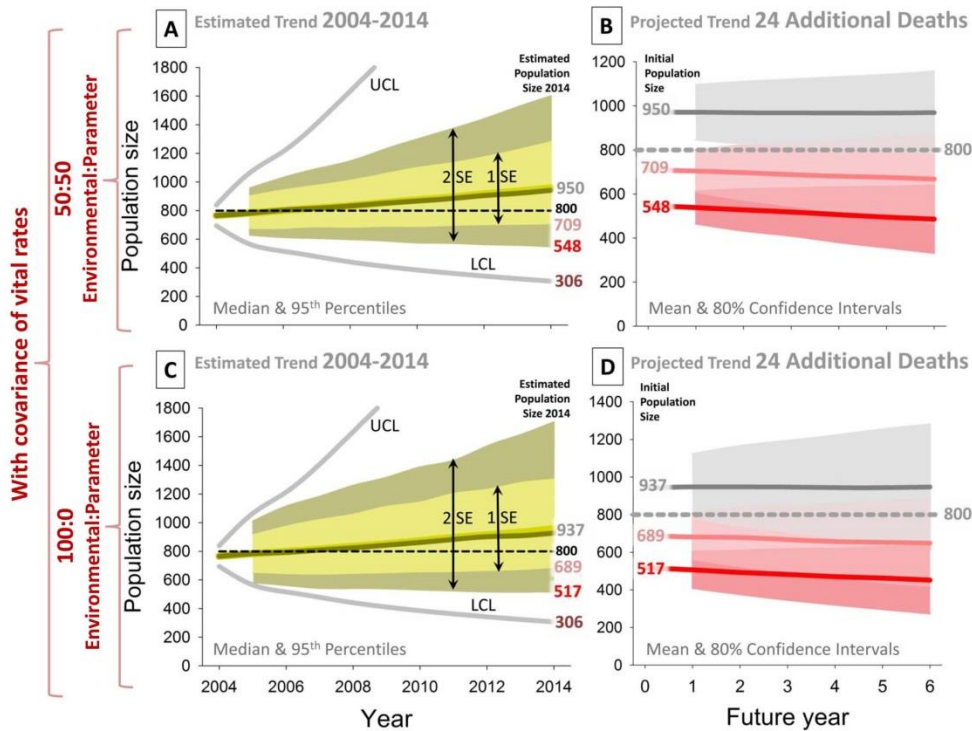 With covariance of vital rates
50:50
Environmental:Parameter
A
Estimated Trend 2004-2014
Population size
1800
1600
1400
1200
1000
800
600
400
200
0
UCL
LCL
2 SE
1 SE
Estimated
Population
Size 2014
950
800
709
548
306
Median & 95th Percentiles
2004
2006
2008
2010
2012
2014
B
Projected Trend 24 Additional Deaths
1200
1000
800
600
400
200
0
Initial
Population
Size
950
709
548
800
Mean & 80% Confidence Intervals
100:0
Environmental:Parameter
C
Estimated Trend 2004-2014
Population size
1800
1600
1400
1200
1000
800
600
400
200
0
UCL
LCL
2 SE
1 SE
Estimated
Population
Size 2014
937
800
689
517
306
Median & 95th Percentiles
2004
2006
2008
2010
2012
2014
Year
D
Projected Trend 24 Additional Deaths
1400
1200
1000
800
600
400
200
0
Initial
Population
Size
937
689
517
800
Mean & 80% Confidence Intervals
0
1
2
3
4
5
6
Future year